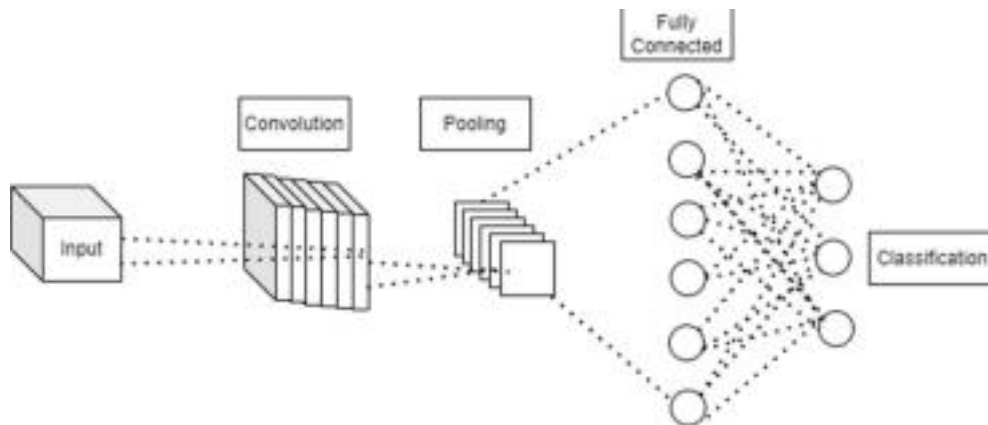 Fully
Connected
Convolution
Pooling
Input
Classification